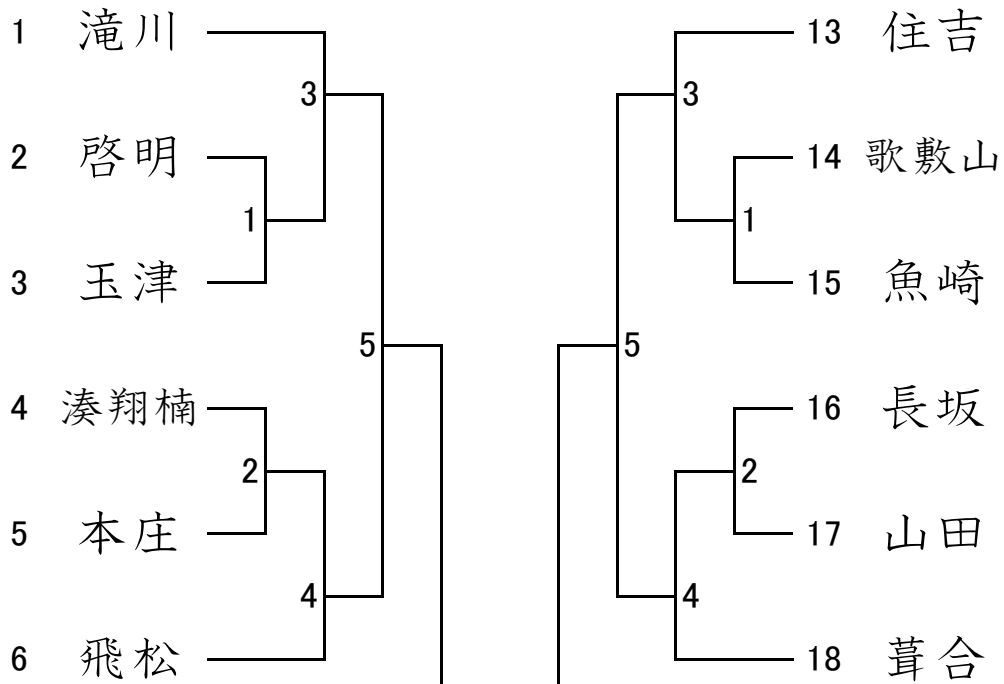 1 滝川 13 住吉
3 3
2 啓明 14 歌敷山
1 1
3 玉津 15 魚崎
5 5
4 湊翔楠 16 長坂
2 2
5 本庄 17 山田
4 4
6 飛松 18 葺合